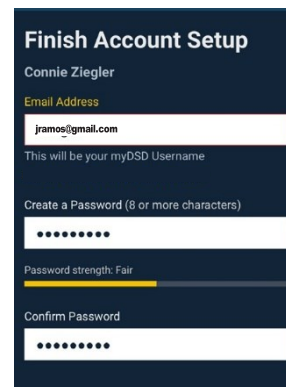 Finish Account Setup
Connie Ziegler
Email Address
jramos@gmail.com
This will be your myDSD Username
Create a Password (8 or more characters)
•••••••••
Password strength: Fair
Confirm Password
•••••••••